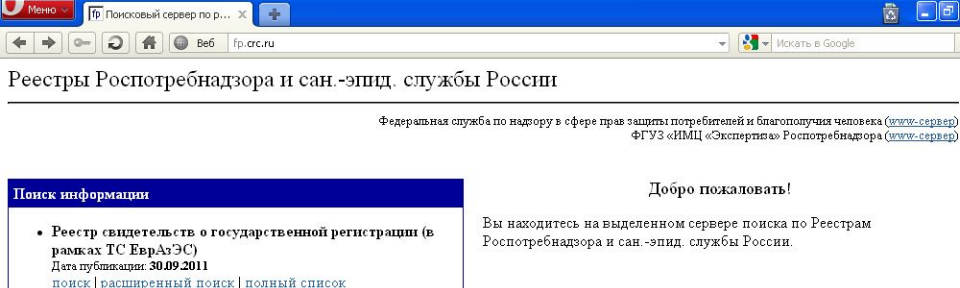 Меню
fp Поисковый сервер по р...
Веб
fp.crc.ru
Искать в Google
Реестры Роспотребнадзора и сан.-эпид. службы России
Федеральная служба по надзору в сфере прав защиты потребителей и благополучия человека (www-сервер)
ФГУЗ «ИМЦ «Экспертиза» Роспотребнадзора (www-сервер)
Поиск информации
• Реестр свидетельств о государственной регистрации (в
рамках ТС ЕврАзЭС)
Дата публикации: 30.09.2011
поиск | расширенный поиск | полный список
Добро пожаловать!
Вы находитесь на выделенном сервере поиска по Реестрам
Роспотребнадзора и сан.-эпид. службы России.